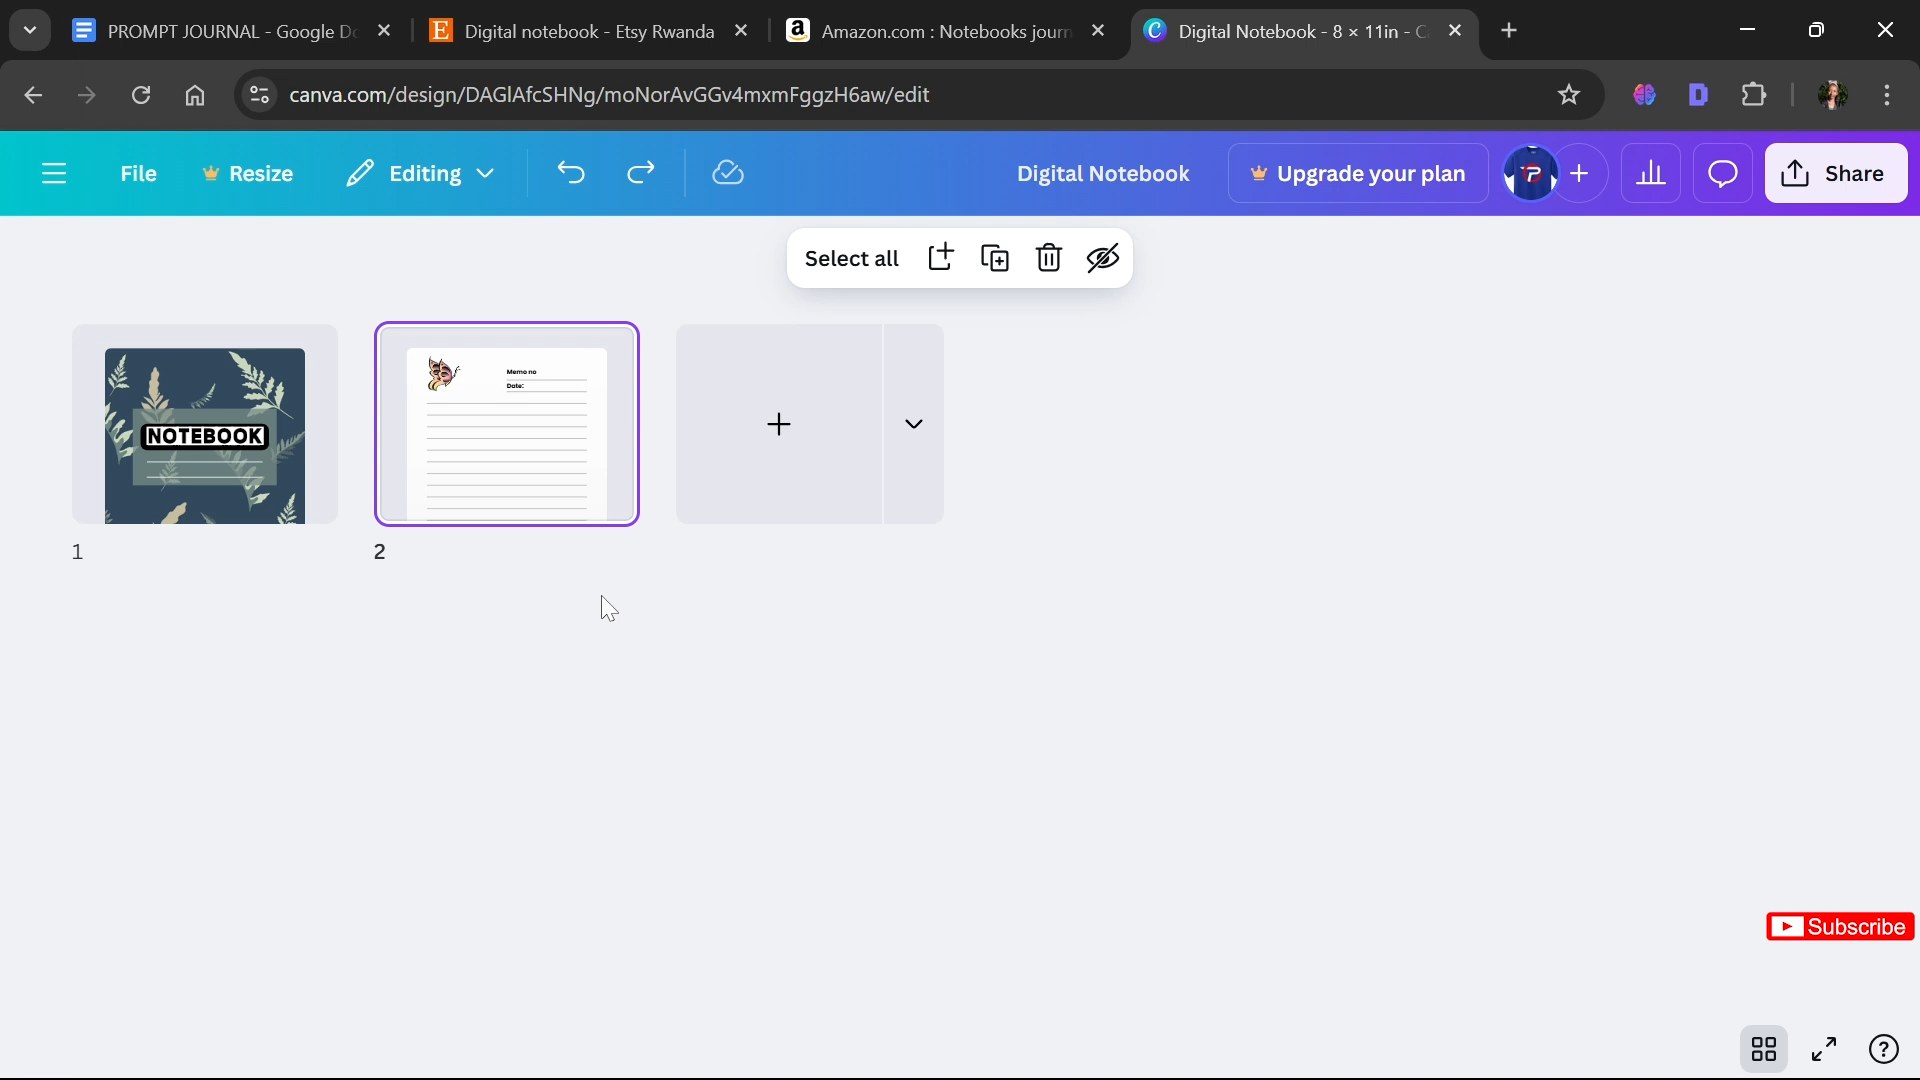 PROMPT JOURNAL - Google Do
Digital notebook - Etsy Rwanda
Amazon.com : Notebooks journ
Digital Notebook - 8 × 11in - C
canva.com/design/DAGlAfcSHNg/moNorAvGGv4mxmFggzH6aw/edit
File
Resize
Editing
Digital Notebook
Upgrade your plan
Share
Select all
NOTEBOOK
Memo no
Date:
1
2
Subscribe